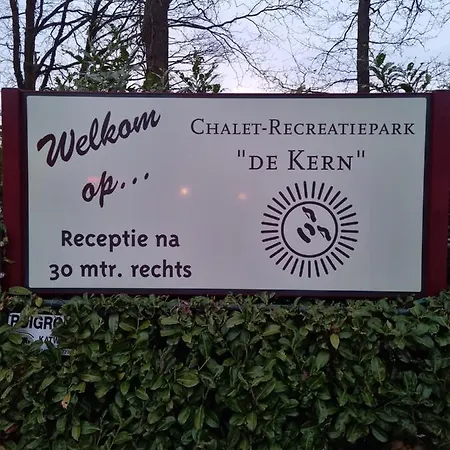 Welkom
op...
Receptie na
30 mtr. rechts
Chalet-Recreatiepark
"de Kern"